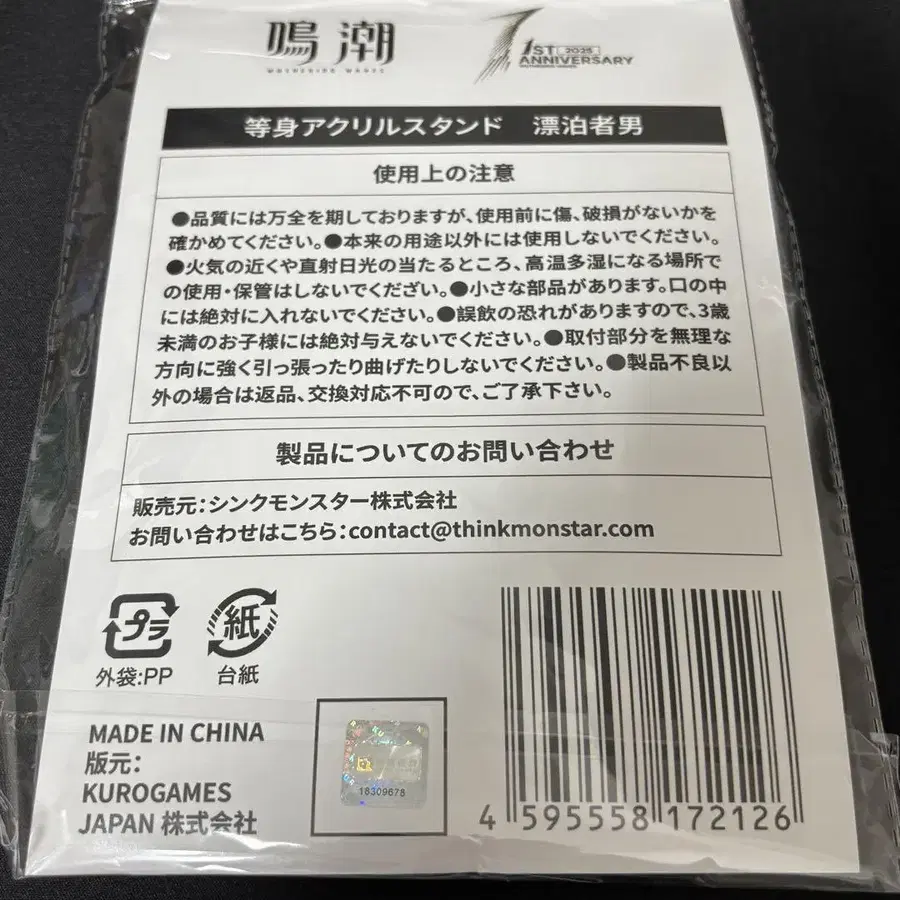 鳴潮
WUTHERING WAVES
1ST 2025
ANNIVERSARY
WUTHERING WAVES
等身アクリルスタンド 漂泊者男
使用上の注意
●品質には万全を期しておりますが、使用前に傷、破損がないかを
確かめてください。●本来の用途以外には使用しないでください。
●火気の近くや直射日光の当たるところ、高温多湿になる場所で
の使用・保管はしないでくだざい。●小さな部品があります。口の中
には絶対に入れないでください。●誤飲の恐れがありますので、3歳
未満のお子様には絶対与えないでください。●取付部分を無理な
方向に強く引っ張ったり曲げたりしないでください。●製品不良以
外の場合は返品、交換対応不可ので、ご了承下さい。
製品についてのお問い合わせ
販売元：シンクモンスター株式会社
お問い合わせはこちら：contact@thinkmonstar.com
プラ
紙
外袋:PP
台紙
MADE IN CHINA
版元：
KUROGAMES
JAPAN 株式会社
18309678
4 595558 172126